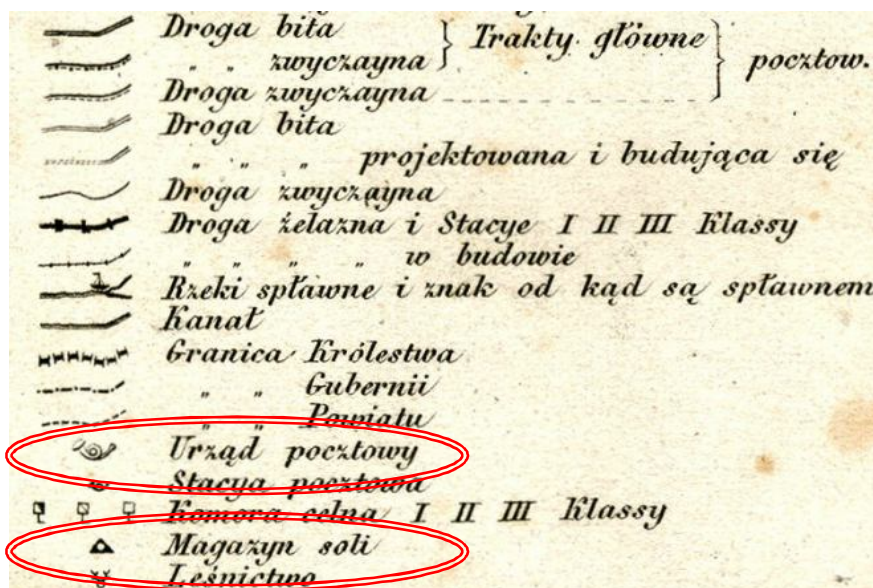 Droga bita
„ „ zwyczayna } Trakty główne
Droga zwyczayna } pocztow.
Droga bita
„ „ „ projektowana i budująca się
Droga zwyczayna
Droga żelazna i Stacye I II III Klassy
„ „ „ „ w budowie
Rzeki spławne i znak od kąd są spławnem
Kanał
Granica Królestwa
„ „ Gubernii
„ „ Powiatu
Urząd pocztowy
Stacya pocztowa
Komora celna I II III Klassy
Magazyn soli
Leśnictwo